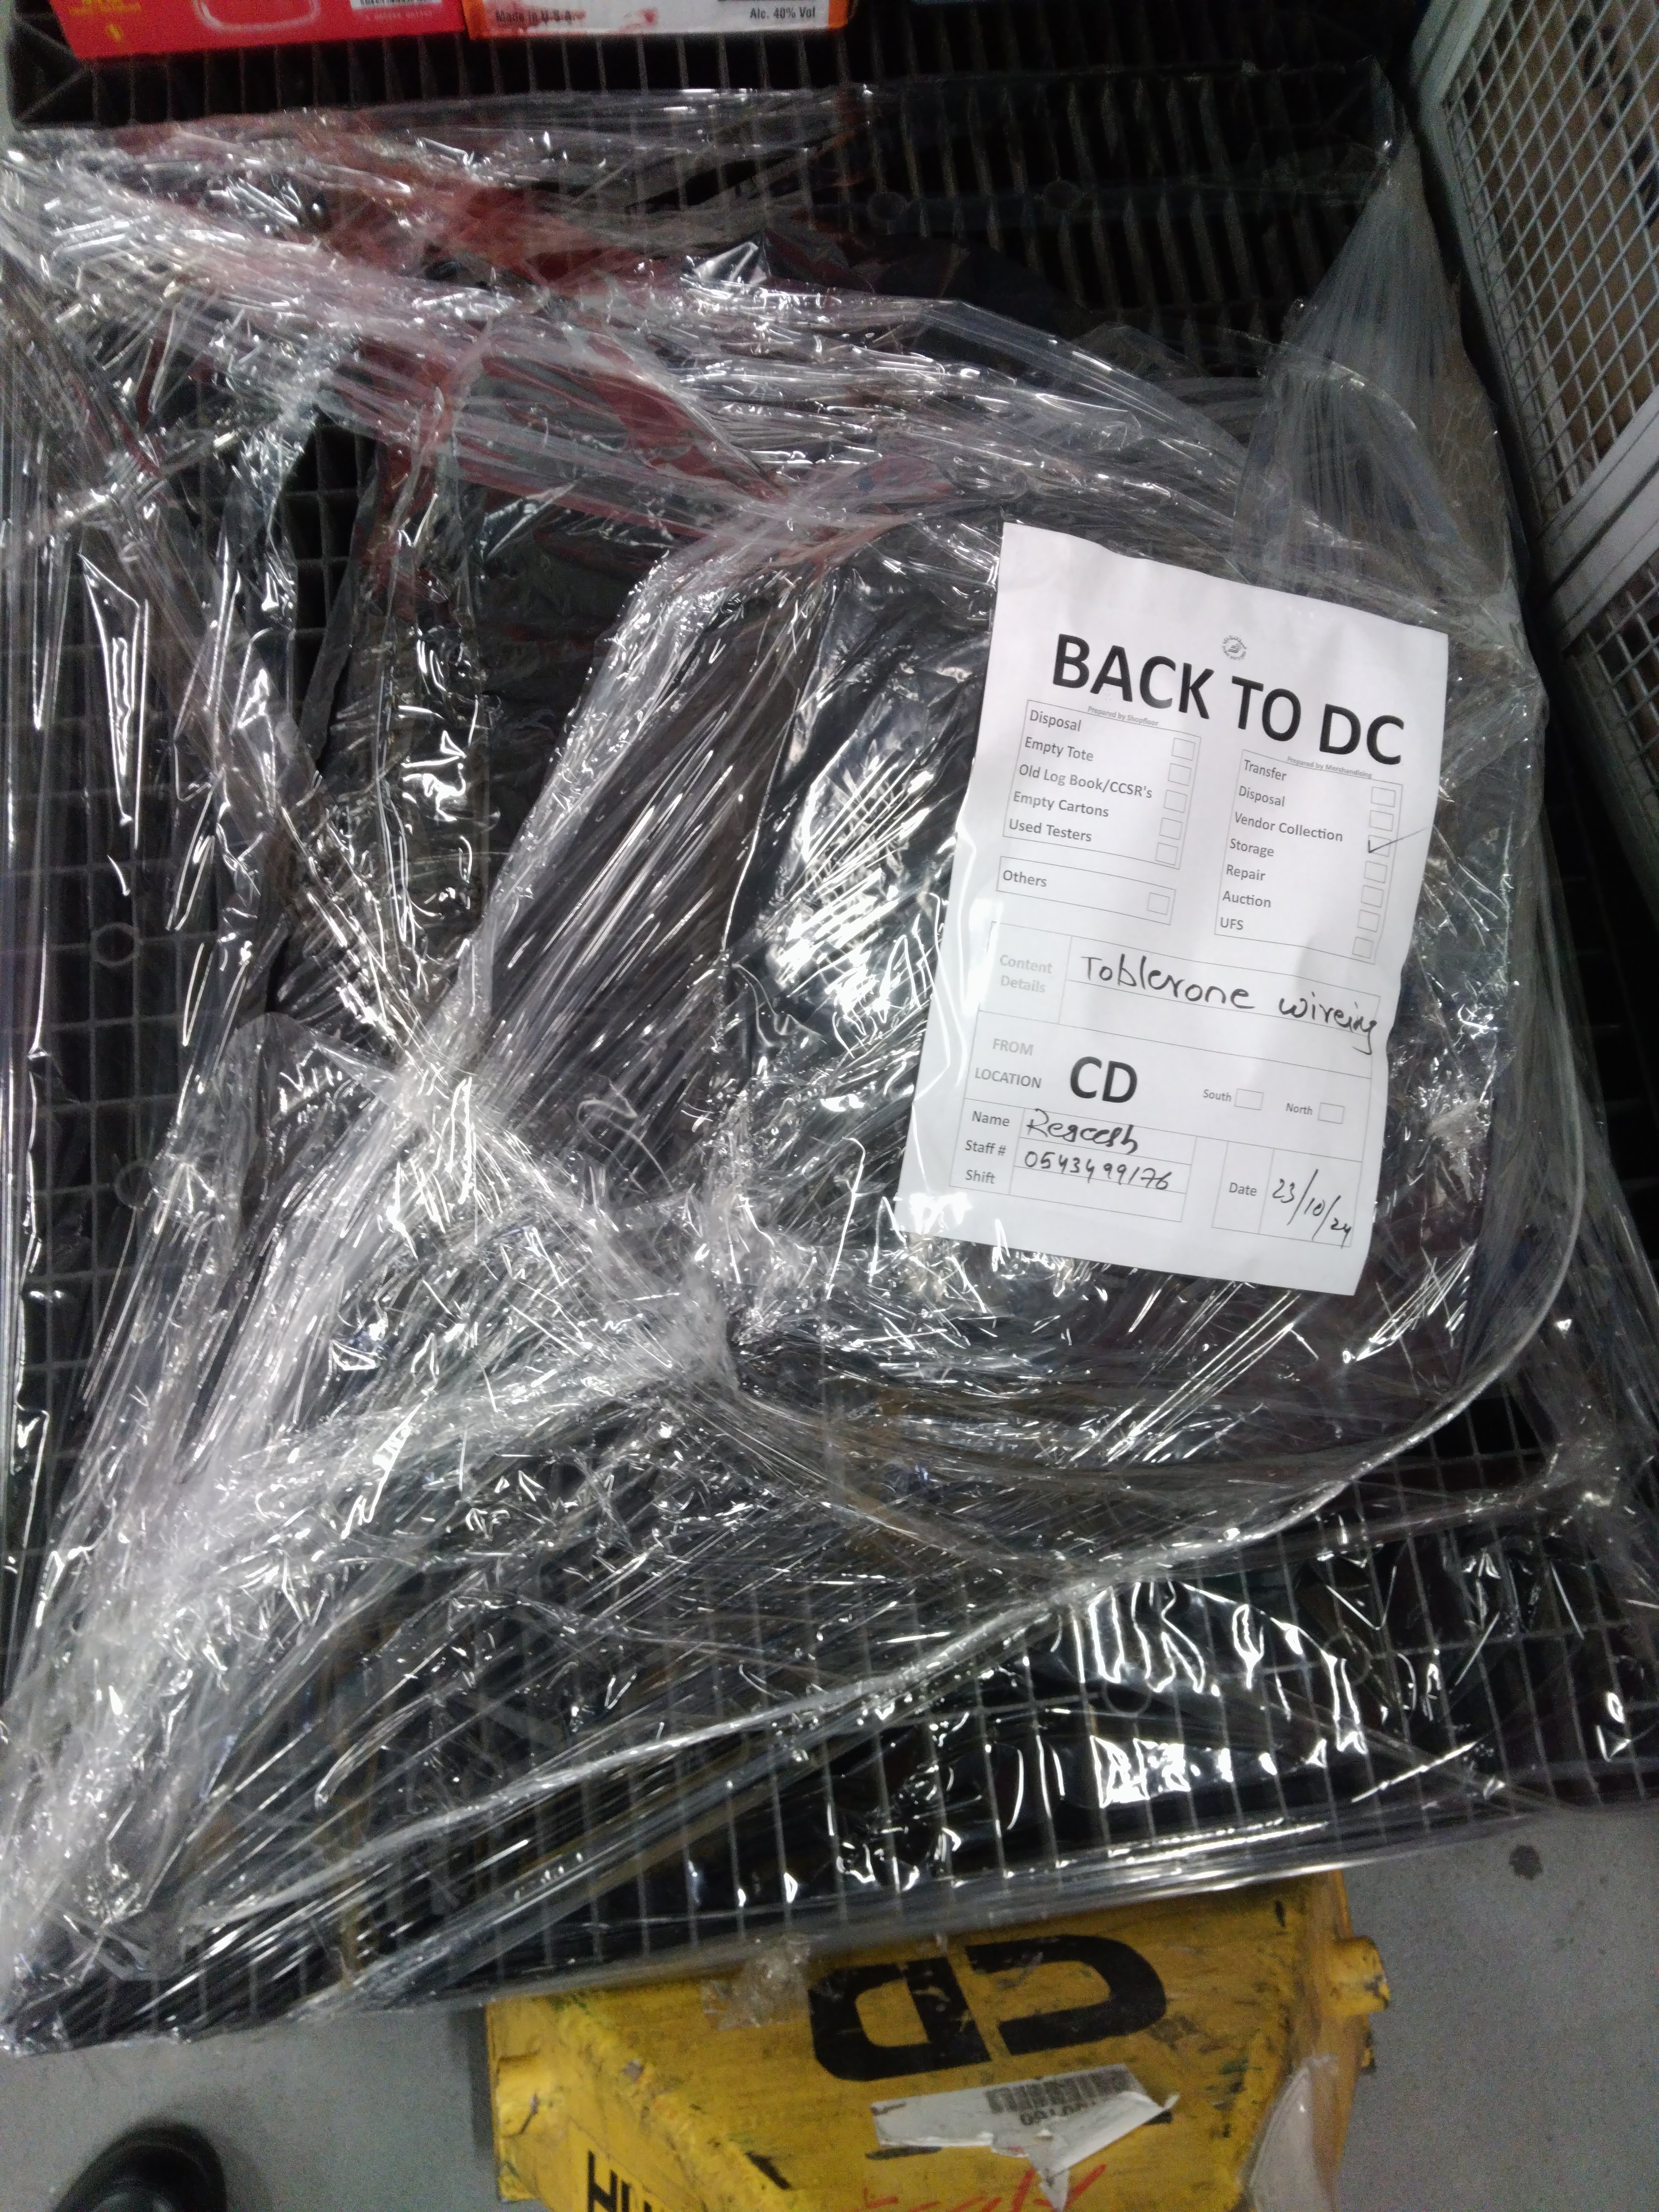 Made in U.S.A.
Alc. 40% Vol
BACK TO DC
Prepared by Shopfloor
Disposal
Empty Tote
Old Log Book/CCSR's
Empty Cartons
Used Testers
Others
Prepared by Merchandising
Transfer
Disposal
Vendor Collection
Storage
Repair
Auction
UFS
Content Details
Toblerone wireing
FROM
LOCATION
CD
South
North
Name
Staff # 0543499176
Shift
Date 23/10/24
CD